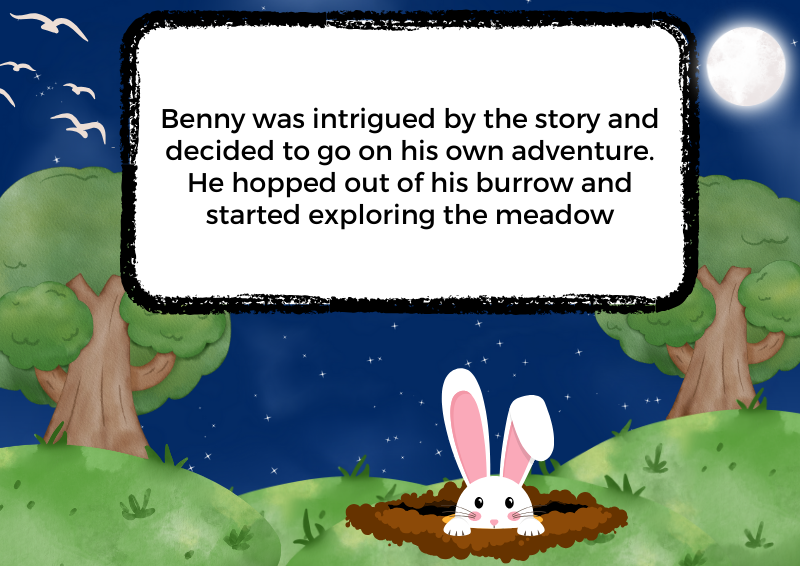 Benny was intrigued by the story and
decided to go on his own adventure.
He hopped out of his burrow and
started exploring the meadow